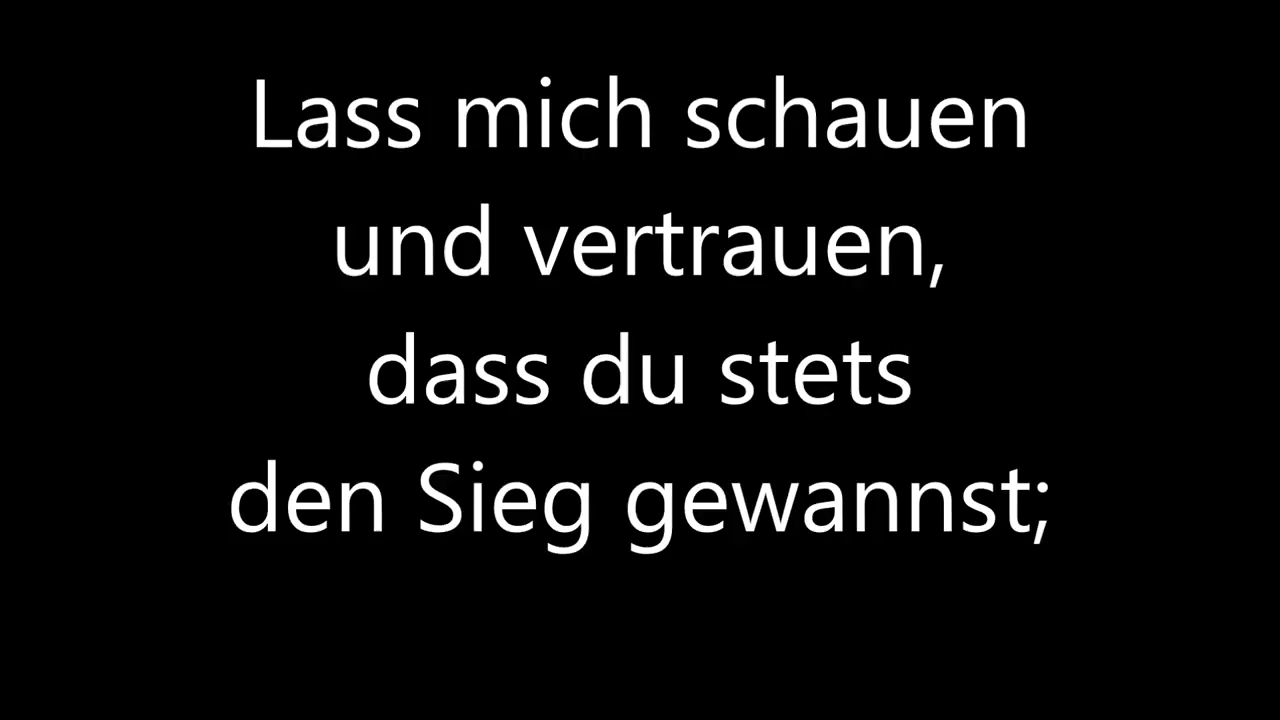 Lass mich schauen
und vertrauen,
dass du stets
den Sieg gewannst;